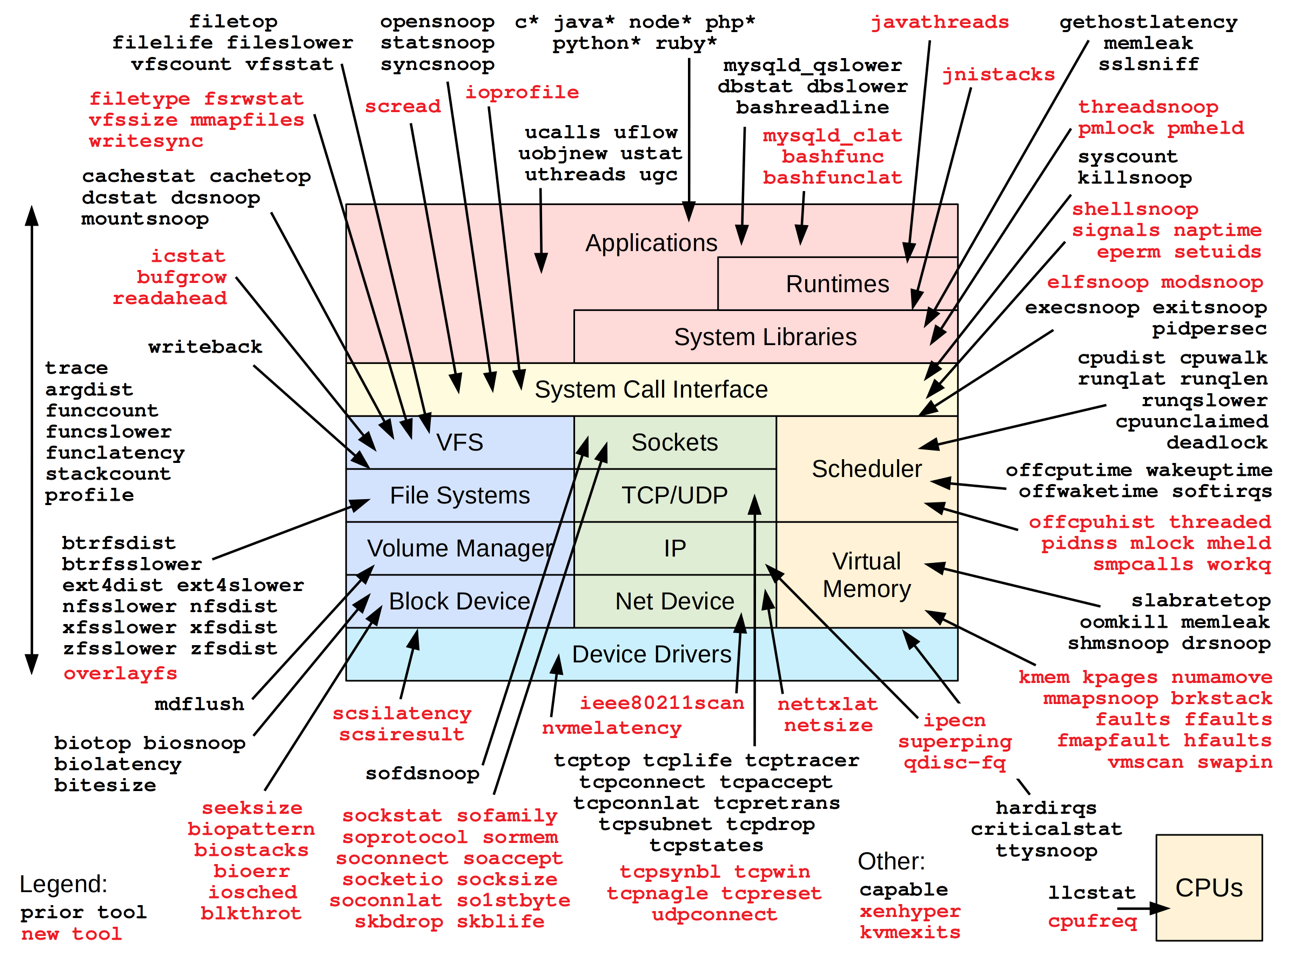 filetop
filelife fileslower
vfscount vfsstat
opensnoop
statsnoop
syncsnoop
c* java* node* php*
python* ruby*
javathreads
gethostlatency
memleak
sslsniff
mysqld_qslower
dbstat dbslower
bashreadline
jnistacks
filetype fsrwstat
vfssize mmapfiles
writesync
scread
ioprofile
threadsnoop
pmlock pmheld
ucalls uflow
uobjnew ustat
uthreads ugc
mysqld_clat
bashfunc
bashfunclat
syscount
killsnoop
cachestat cachetop
dcstat dcsnoop
mountsnoop
shellsnoop
signals naptime
eperm setuids
icstat
bufgrow
readahead
Applications
Runtimes
System Libraries
elfsnoop modsnoop
execsnoop exitsnoop
pidpersec
writeback
trace
argdist
funccount
funcslower
funclatency
stackcount
profile
System Call Interface
cpudist cpuwalk
runqlat runqlen
runqslower
cpuunclaimed
deadlock
VFS
Sockets
Scheduler
File Systems
TCP/UDP
offcputime wakeuptime
offwaketime softirqs
offcpuhist threaded
pidnss mlock mheld
smpcalls workq
Volume Manager
IP
Virtual
Memory
btrfsdist
btrfsslower
ext4dist ext4slower
nfsslower nfsdist
xfsslower xfsdist
zfsslower zfsdist
overlayfs
Block Device
Net Device
slabratetop
oomkill memleak
shmsnoop drsnoop
Device Drivers
kmem kpages numamove
mmapsnoop brkstack
faults ffaults
fmapfault hfaults
vmscan swapin
mdflush
scsilatency
scsiresult
ieee80211scan
nvmelatency
nettxlat
netsize
ipecn
superping
qdisc-fq
biotop biosnoop
biolatency
bitesize
sofdsnoop
tcptop tcplife tcptracer
tcpconnect tcpaccept
tcpconnlat tcpretrans
tcpsubnet tcpdrop
tcpstates
hardirqs
criticalstat
ttysnoop
seeksize
biopattern
biostacks
bioerr
iosched
blkthrot
sockstat sofamily
soprotocol sormem
soconnect soaccept
socketio socksize
soconnlat so1stbyte
skbdrop skblife
tcpsynbl tcpwin
tcpnagle tcpreset
udpconnect
Other:
capable
xenhyper
kvmexits
llcstat
cpufreq
CPUs
Legend:
prior tool
new tool